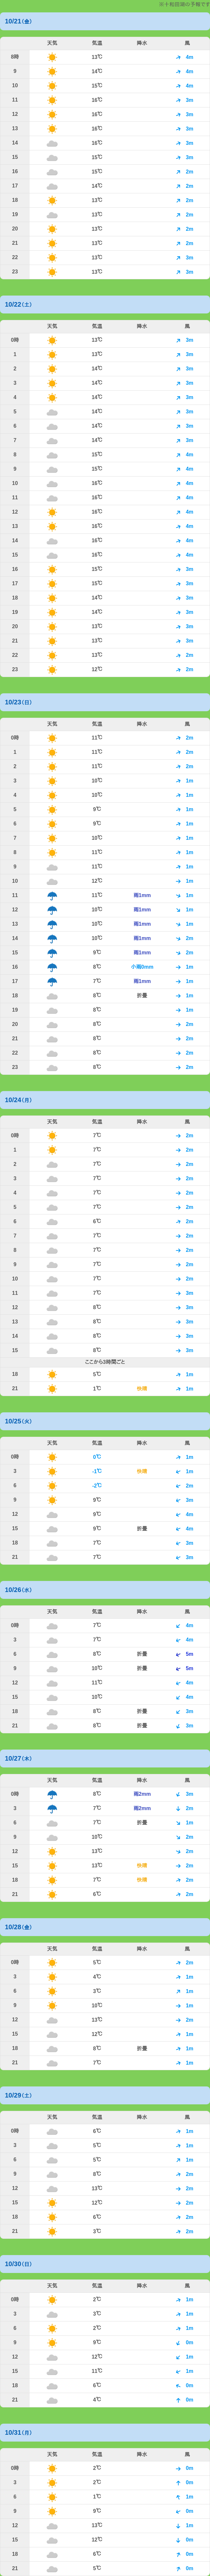 ※十和田湖の予報です
10/21(金)
天気 気温 降水 風
8時 13℃ 4m
9 14℃ 4m
10 15℃ 4m
11 16℃ 3m
12 16℃ 3m
13 16℃ 3m
14 16℃ 3m
15 15℃ 3m
16 15℃ 2m
17 14℃ 2m
18 13℃ 2m
19 13℃ 2m
20 13℃ 2m
21 13℃ 2m
22 13℃ 3m
23 13℃ 3m
10/22(土)
天気 気温 降水 風
0時 13℃ 3m
1 13℃ 3m
2 14℃ 3m
3 14℃ 3m
4 14℃ 3m
5 14℃ 3m
6 14℃ 3m
7 14℃ 3m
8 15℃ 4m
9 15℃ 4m
10 16℃ 4m
11 16℃ 4m
12 16℃ 4m
13 16℃ 4m
14 16℃ 4m
15 16℃ 4m
16 15℃ 3m
17 15℃ 3m
18 14℃ 3m
19 14℃ 3m
20 13℃ 3m
21 13℃ 3m
22 13℃ 2m
23 12℃ 2m
10/23(日)
天気 気温 降水 風
0時 11℃ 2m
1 11℃ 2m
2 11℃ 2m
3 10℃ 1m
4 10℃ 1m
5 9℃ 1m
6 9℃ 1m
7 10℃ 1m
8 11℃ 1m
9 11℃ 1m
10 12℃ 1m
11 11℃ 雨1mm 1m
12 10℃ 雨1mm 1m
13 10℃ 雨1mm 1m
14 10℃ 雨1mm 2m
15 9℃ 雨1mm 2m
16 8℃ 小雨0mm 1m
17 7℃ 雨1mm 1m
18 8℃ 折畳 1m
19 8℃ 1m
20 8℃ 2m
21 8℃ 2m
22 8℃ 2m
23 8℃ 2m
10/24(月)
天気 気温 降水 風
0時 7℃ 2m
1 7℃ 2m
2 7℃ 2m
3 7℃ 2m
4 7℃ 2m
5 7℃ 2m
6 6℃ 2m
7 7℃ 2m
8 7℃ 2m
9 7℃ 2m
10 7℃ 2m
11 7℃ 3m
12 8℃ 3m
13 8℃ 3m
14 8℃ 3m
15 8℃ 3m
ここから3時間ごと
18 5℃ 1m
21 1℃ 快晴 1m
10/25(火)
天気 気温 降水 風
0時 0℃ 1m
3 -1℃ 快晴 1m
6 -2℃ 2m
9 9℃ 3m
12 9℃ 4m
15 9℃ 折畳 4m
18 7℃ 3m
21 7℃ 3m
10/26(水)
天気 気温 降水 風
0時 7℃ 4m
3 7℃ 4m
6 8℃ 折畳 5m
9 10℃ 折畳 5m
12 11℃ 4m
15 10℃ 4m
18 8℃ 折畳 3m
21 8℃ 折畳 3m
10/27(木)
天気 気温 降水 風
0時 8℃ 雨2mm 3m
3 7℃ 雨2mm 2m
6 7℃ 折畳 1m
9 10℃ 2m
12 13℃ 2m
15 13℃ 快晴 2m
18 7℃ 快晴 2m
21 6℃ 2m
10/28(金)
天気 気温 降水 風
0時 5℃ 2m
3 4℃ 1m
6 3℃ 1m
9 10℃ 1m
12 13℃ 2m
15 12℃ 1m
18 8℃ 折畳 1m
21 7℃ 1m
10/29(土)
天気 気温 降水 風
0時 6℃ 1m
3 5℃ 1m
6 5℃ 1m
9 8℃ 2m
12 13℃ 2m
15 12℃ 2m
18 6℃ 2m
21 3℃ 2m
10/30(日)
天気 気温 降水 風
0時 2℃ 1m
3 3℃ 1m
6 2℃ 1m
9 9℃ 0m
12 12℃ 1m
15 11℃ 1m
18 6℃ 0m
21 4℃ 0m
10/31(月)
天気 気温 降水 風
0時 2℃ 0m
3 2℃ 0m
6 1℃ 1m
9 9℃ 0m
12 13℃ 1m
15 12℃ 0m
18 6℃ 0m
21 5℃ 0m